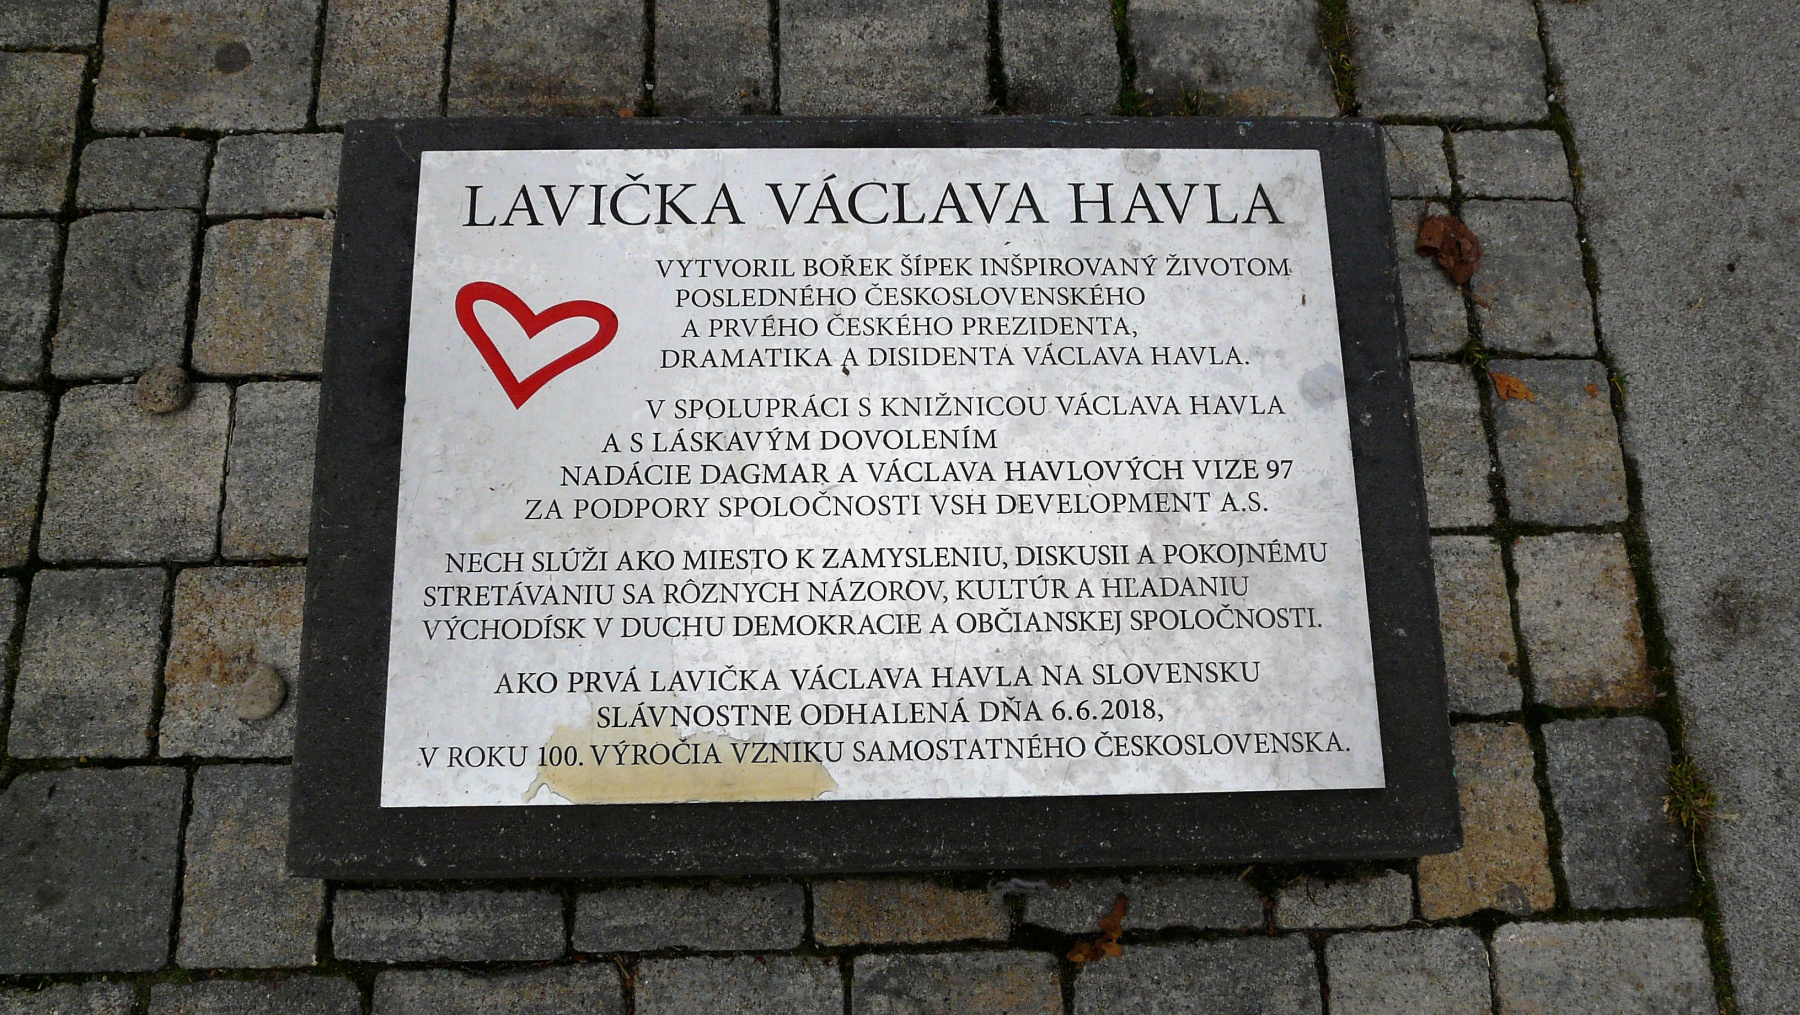 LAVIČKA VÁCLAVA HAVLA
VYTVORIL BOŘEK ŠÍPEK INŠPIROVANÝ ŽIVOTOM
POSLEDNÉHO ČESKOSLOVENSKÉHO
A PRVÉHO ČESKÉHO PREZIDENTA,
DRAMATIKA A DISIDENTA VÁCLAVA HAVLA.
V SPOLUPRÁCI S KNIŽNICOU VÁCLAVA HAVLA
A S LÁSKAVÝM DOVOLENÍM
NADÁCIE DAGMAR A VÁCLAVA HAVLOVÝCH VIZE 97
ZA PODPORY SPOLOČNOSTI VSH DEVELOPMENT A.S.
NECH SLÚŽI AKO MIESTO K ZAMYSLENIU, DISKUSII A POKOJNÉMU
STRETÁVANIU SA RÔZNYCH NÁZOROV, KULTÚR A HĽADANIU
VÝCHODÍSK V DUCHU DEMOKRACIE A OBČIANSKEJ SPOLOČNOSTI.
AKO PRVÁ LAVIČKA VÁCLAVA HAVLA NA SLOVENSKU
SLÁVNOSTNE ODHALENÁ DŇA 6.6.2018,
V ROKU 100. VÝROČIA VZNIKU SAMOSTATNÉHO ČESKOSLOVENSKA.